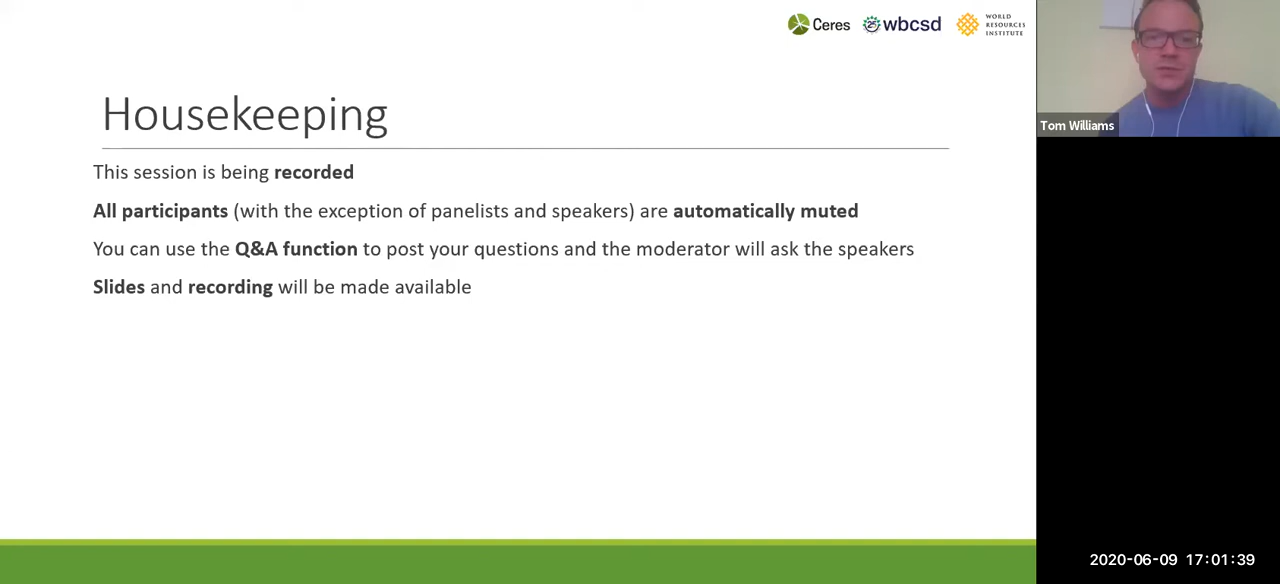 Ceres
25
wbcsd
WORLD
RESOURCES
INSTITUTE
Housekeeping
This session is being recorded
All participants (with the exception of panelists and speakers) are automatically muted
You can use the Q&A function to post your questions and the moderator will ask the speakers
Slides and recording will be made available
Tom Williams
2020-06-09 17:01:39